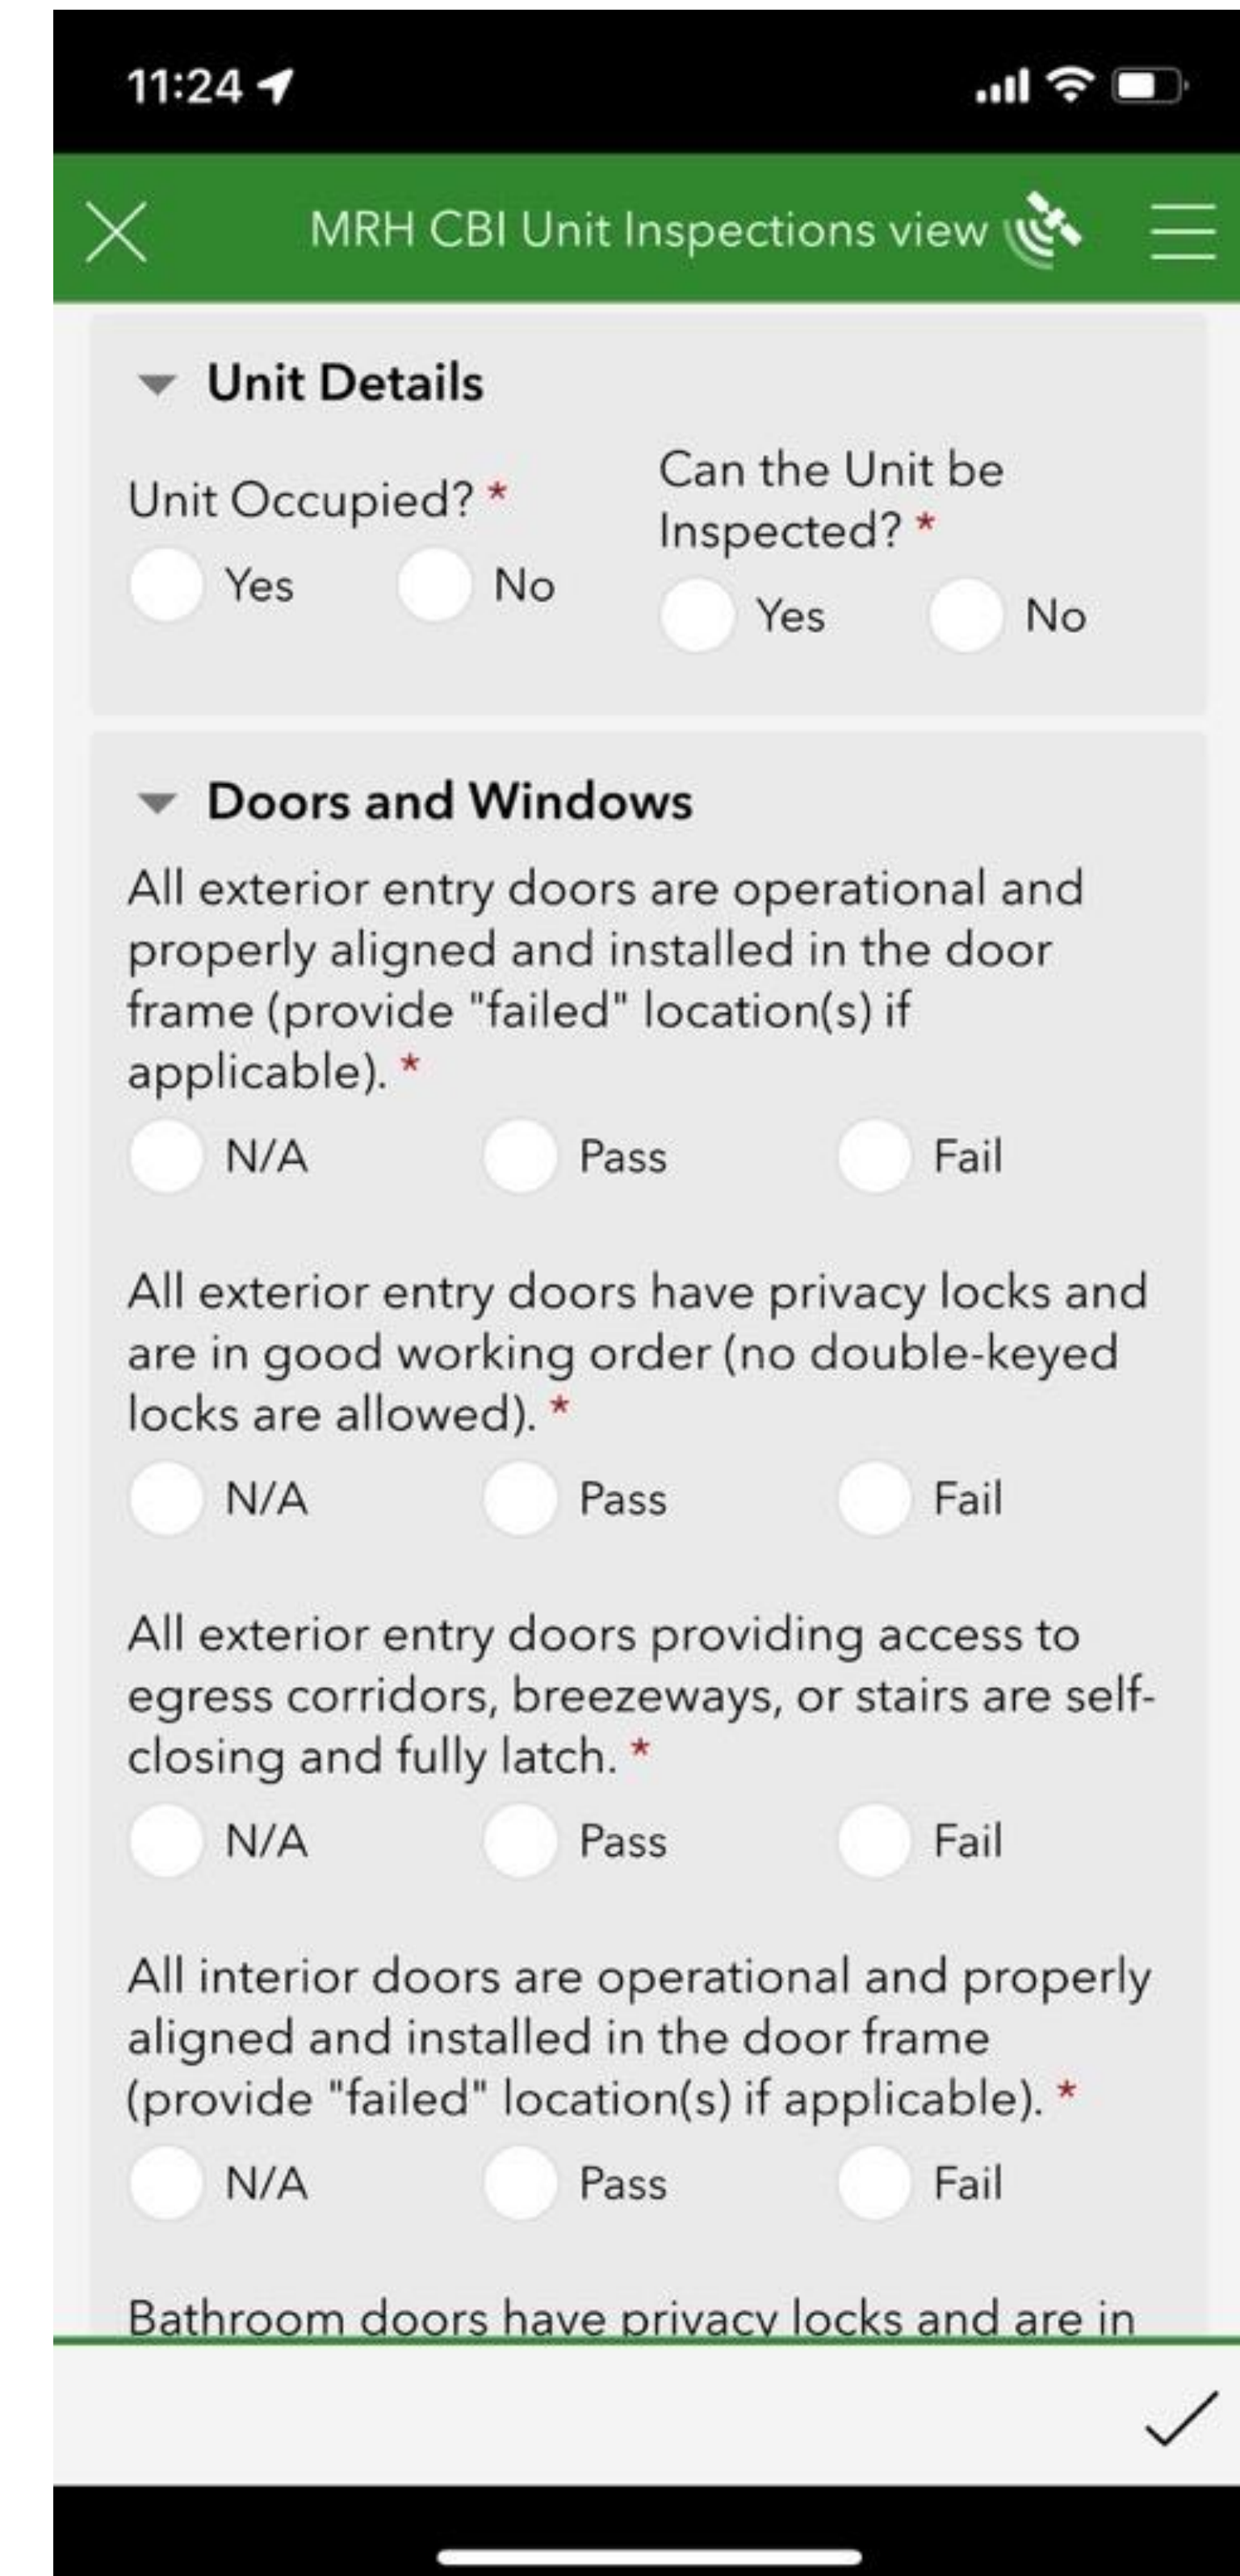 11:24
MRH CBI Unit Inspections view
Unit Details
Unit Occupied? *
Yes No
Can the Unit be
Inspected? *
Yes No
Doors and Windows
All exterior entry doors are operational and
properly aligned and installed in the door
frame (provide "failed" location(s) if
applicable). *
N/A Pass Fail
All exterior entry doors have privacy locks and
are in good working order (no double-keyed
locks are allowed). *
N/A Pass Fail
All exterior entry doors providing access to
egress corridors, breezeways, or stairs are self-
closing and fully latch. *
N/A Pass Fail
All interior doors are operational and properly
aligned and installed in the door frame
(provide "failed" location(s) if applicable). *
N/A Pass Fail
Bathroom doors have privacy locks and are in